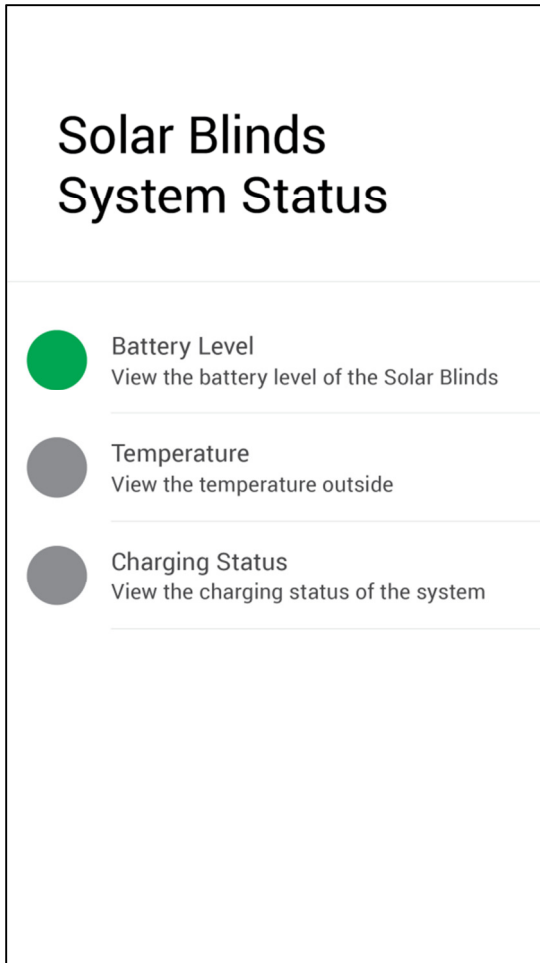 Solar Blinds
System Status
Battery Level
View the battery level of the Solar Blinds
Temperature
View the temperature outside
Charging Status
View the charging status of the system